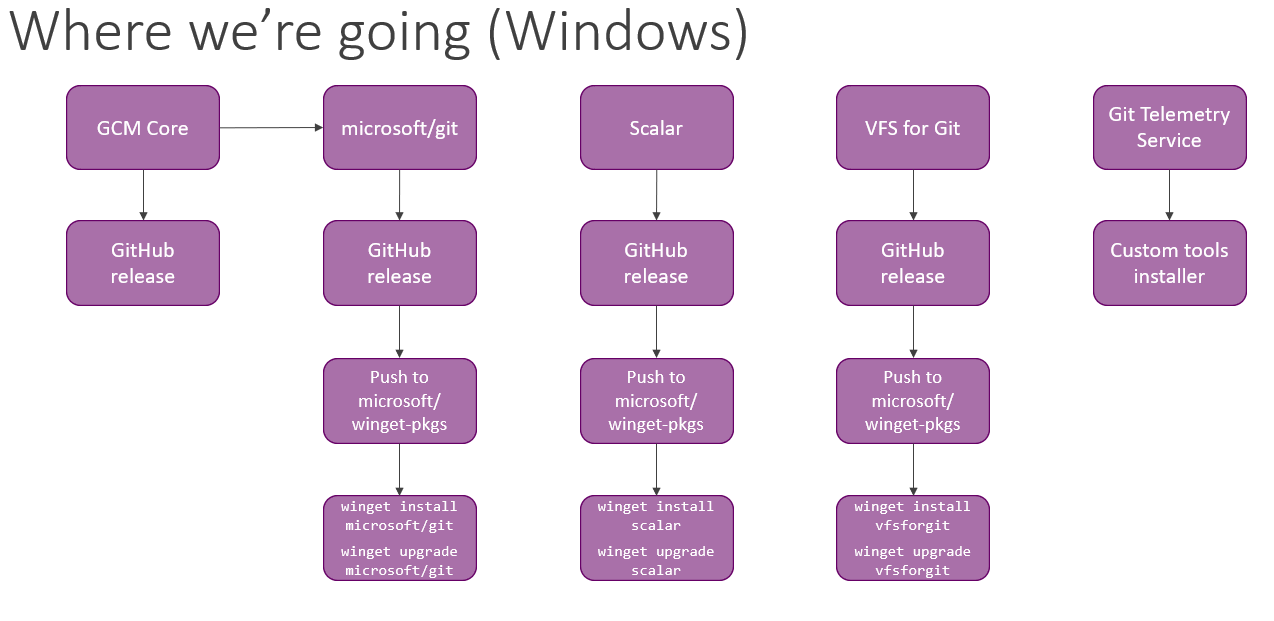 Where we’re going (Windows)
GCM Core
microsoft/git
Scalar
VFS for Git
Git Telemetry
Service
GitHub
release
GitHub
release
GitHub
release
GitHub
release
Custom tools
installer
Push to
microsoft/
winget-pkgs
Push to
microsoft/
winget-pkgs
Push to
microsoft/
winget-pkgs
winget install
microsoft/git
winget upgrade
microsoft/git
winget install
scalar
winget upgrade
scalar
winget install
vfsforgit
winget upgrade
vfsforgit